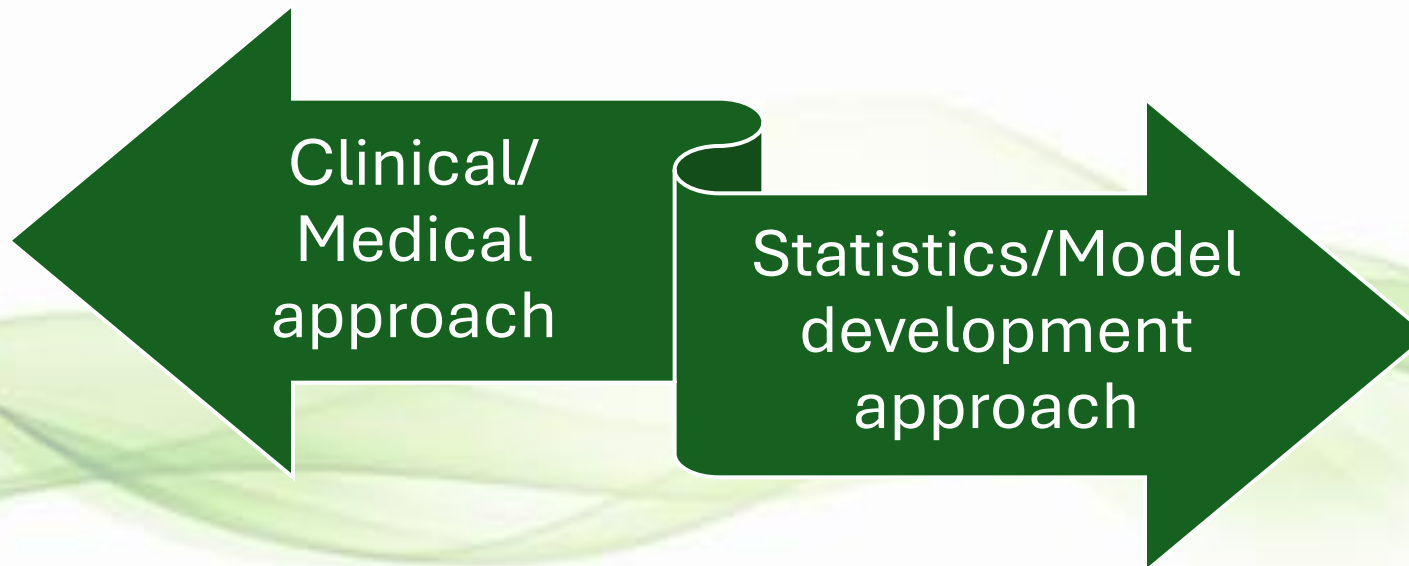 Clinical/
Medical
approach
Statistics/Model
development
approach